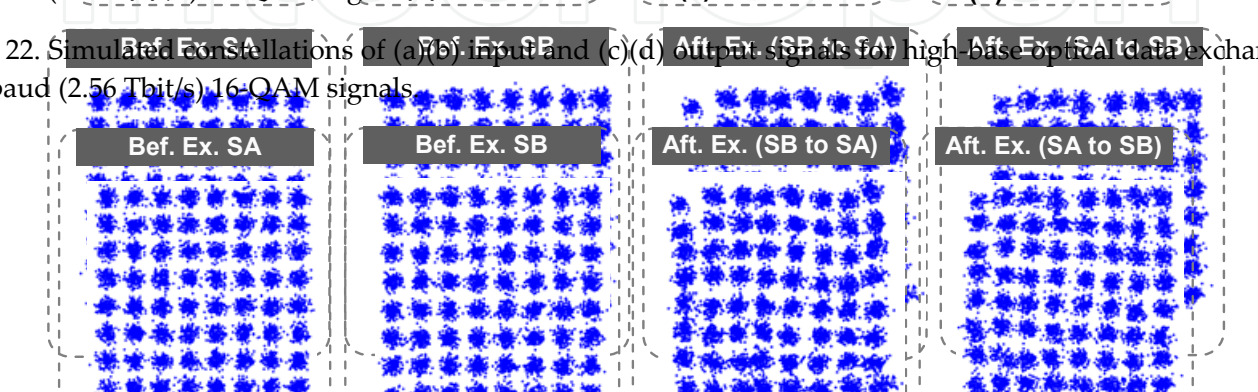 Bef. Ex. SA Bef. Ex. SB Aft. Ex. (SB to SA) Aft. Ex. (SA to SB)
22. Simulated constellations of (a)(b) input and (c)(d) output signals for high-base optical data exchan
baud (2.56 Tbit/s) 16-QAM signals.
Bef. Ex. SA Bef. Ex. SB Aft. Ex. (SB to SA) Aft. Ex. (SA to SB)